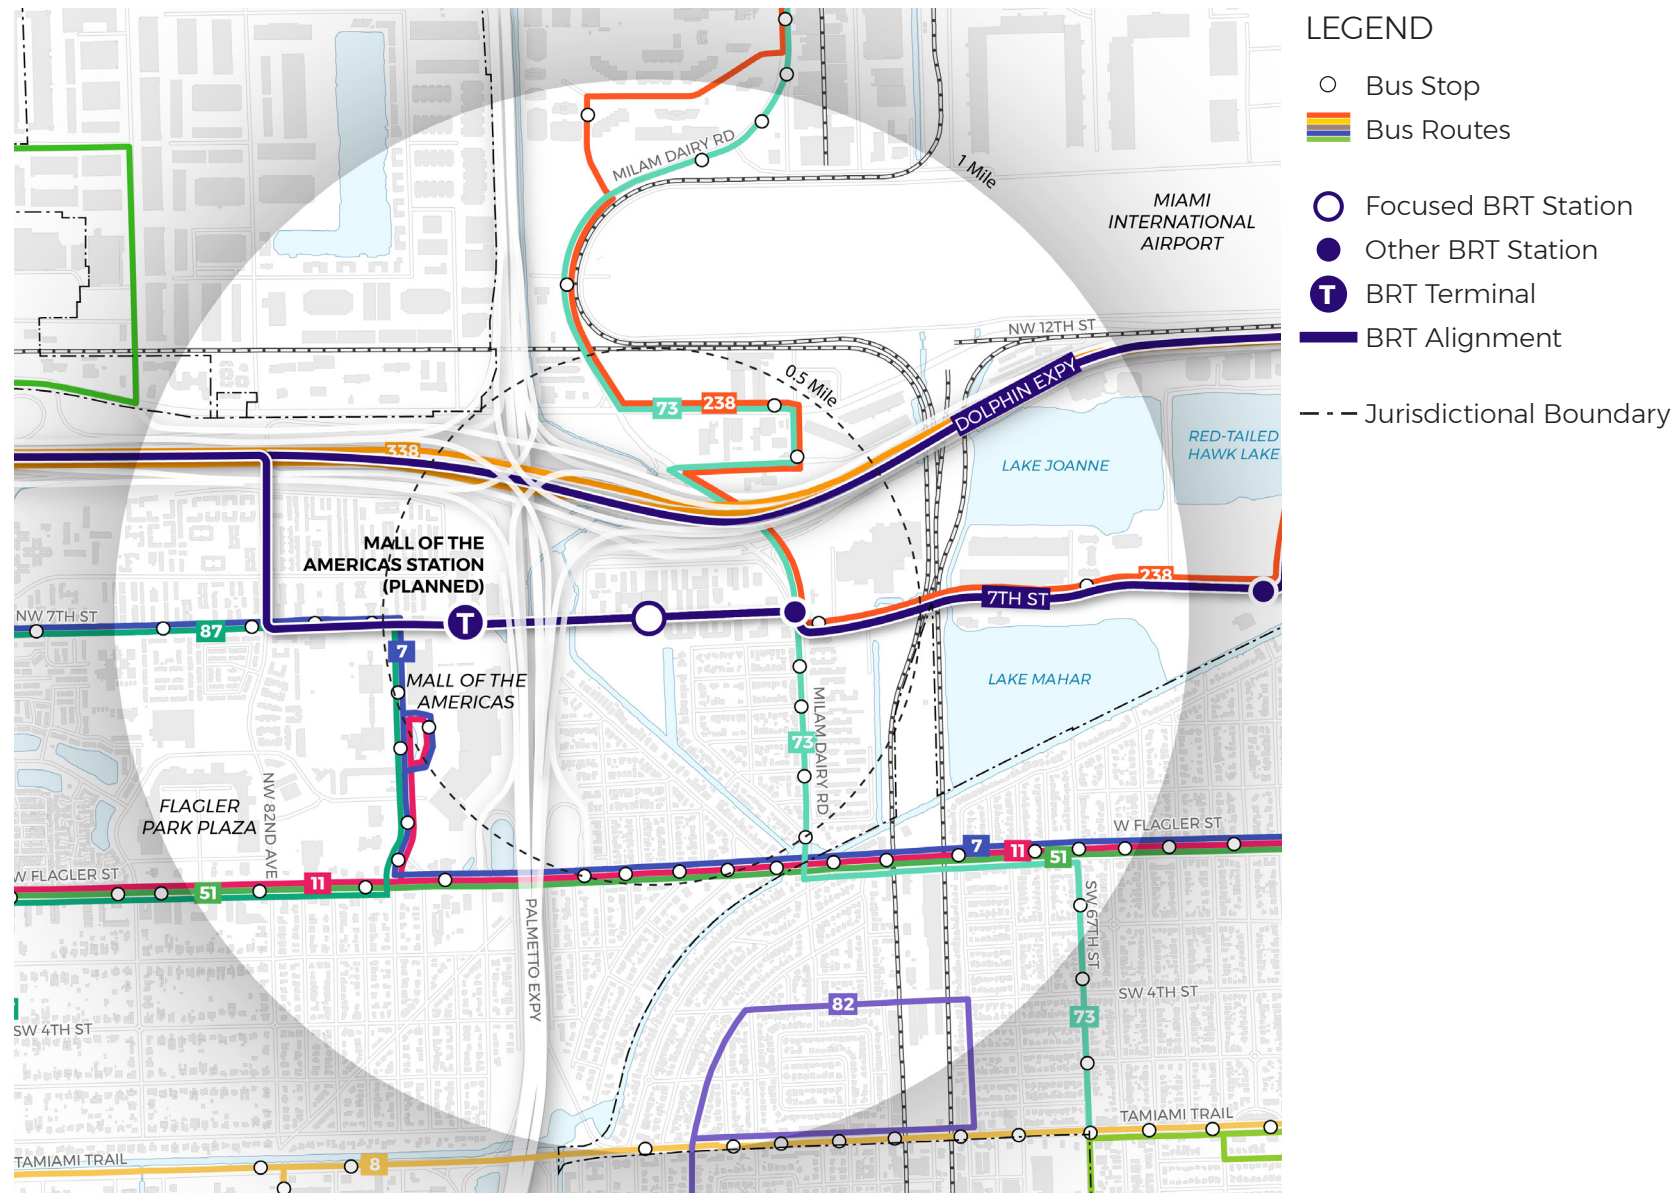 LEGEND
Bus Stop
Bus Routes
Focused BRT Station
Other BRT Station
T
BRT Terminal
BRT Alignment
Jurisdictional Boundary
MILAM DAIRY RD
1 Mile
MIAMI
INTERNATIONAL
AIRPORT
NW 12TH ST
0.5 Mile
73
238
DOLPHIN EXPY
338
RED-TAILED
HAWK LAKE
LAKE JOANNE
MALL OF THE
AMERICAS STATION
(PLANNED)
238
7TH ST
NW 7TH ST
87
T
7
MALL OF THE
AMERICAS
LAKE MAHAR
MILAM DAIRY RD
73
FLAGLER
PARK PLAZA
NW 82ND AVE
W FLAGLER ST
7
11
51
W FLAGLER ST
51
11
PALMETTO EXPY
SW 67TH ST
82
SW 4TH ST
73
SW 4TH ST
TAMIAMI TRAIL
TAMIAMI TRAIL
8